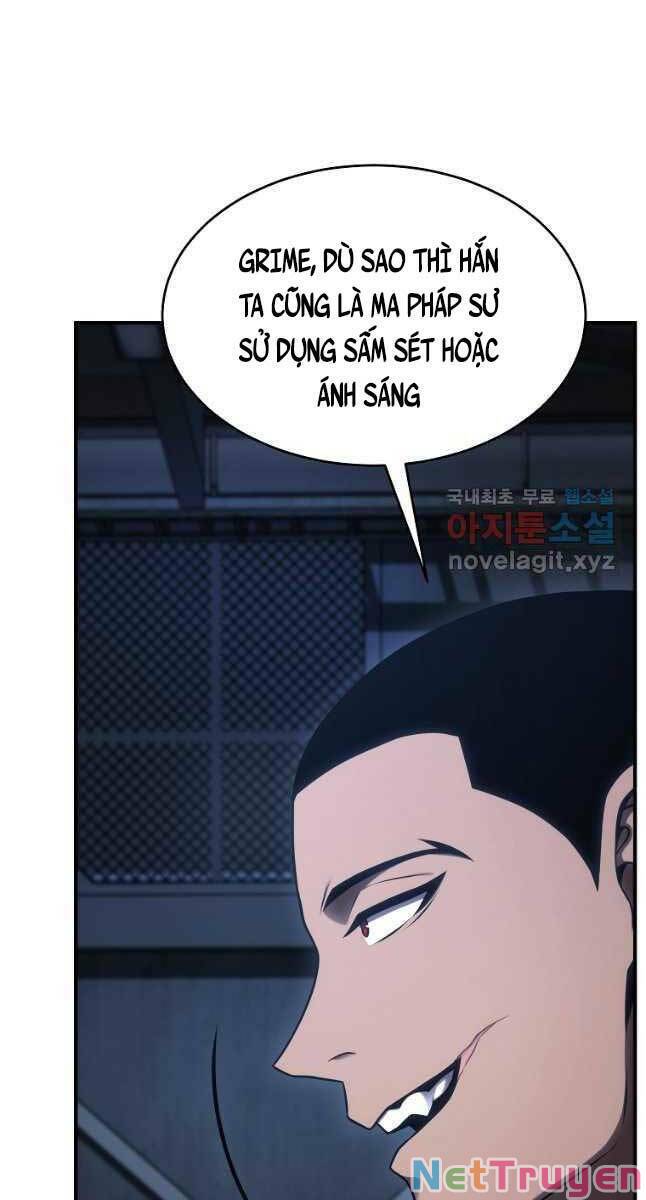 GRIME, DÙ SAO THÌ HẮN
TA CŨNG LÀ MA PHÁP SƯ
SỬ DỤNG SẤM SÉT HOẶC
ÁNH SÁNG
국내최초 무료 웹소설
아지툰소설
novelagit.xyz
NetTruyen